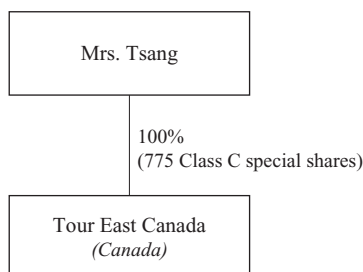 Mrs. Tsang
100%
(775 Class C special shares)
Tour East Canada
(Canada)